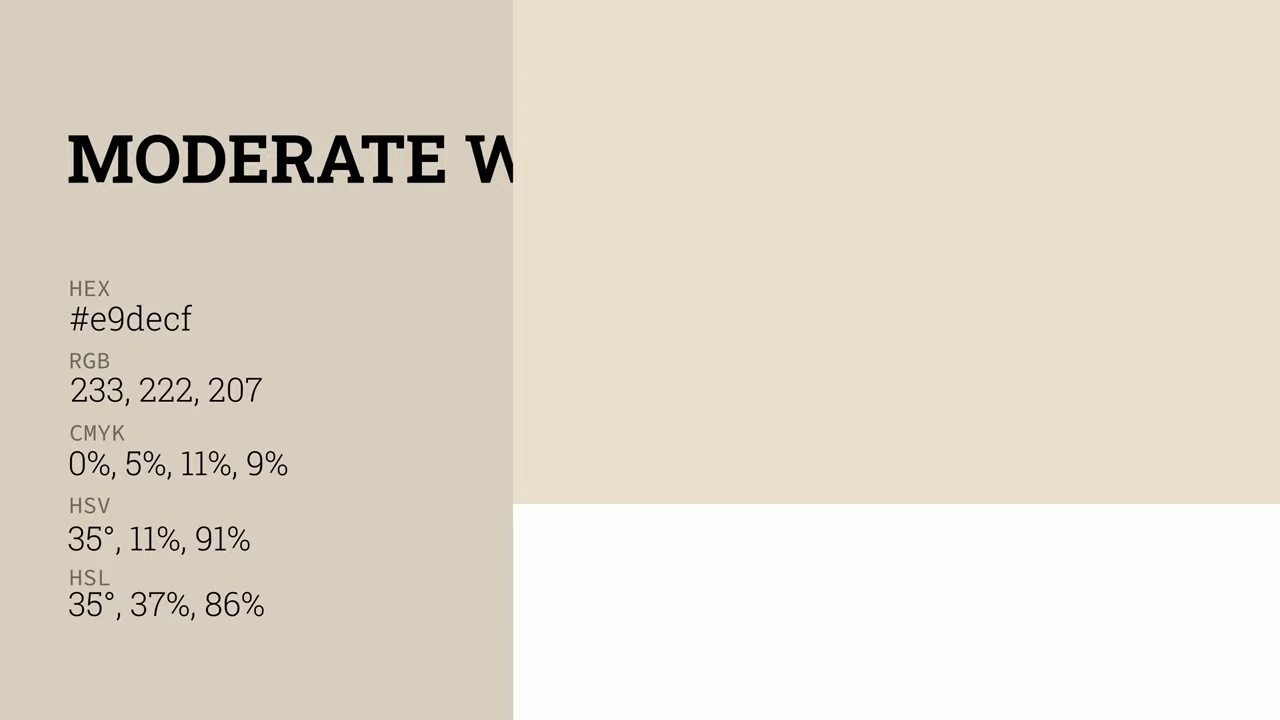 MODERATE W
HEX
#e9decf
RGB
233, 222, 207
CMYK
0%, 5%, 11%, 9%
HSV
35°, 11%, 91%
HSL
35°, 37%, 86%